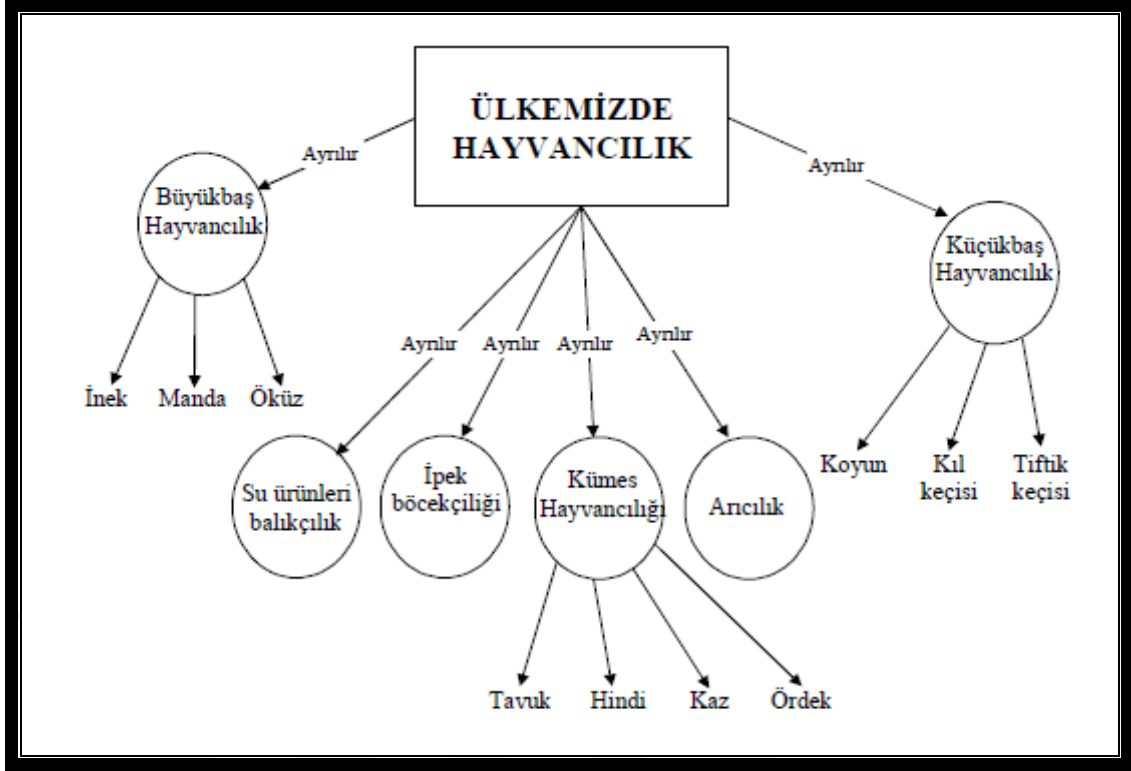 ÜLKEMİZDE
HAYVANCILIK
Ayrılır
Ayrılır
Büyükbaş
Hayvancılık
Küçükbaş
Hayvancılık
Ayrılır
Ayrılır
Ayrılır
Ayrılır
İnek
Manda
Öküz
Koyun
Kıl
keçisi
Tiftik
keçisi
Su ürünleri
balıkçılık
İpek
böcekçiliği
Kümes
Hayvancılığı
Arıcılık
Tavuk
Hindi
Kaz
Ördek